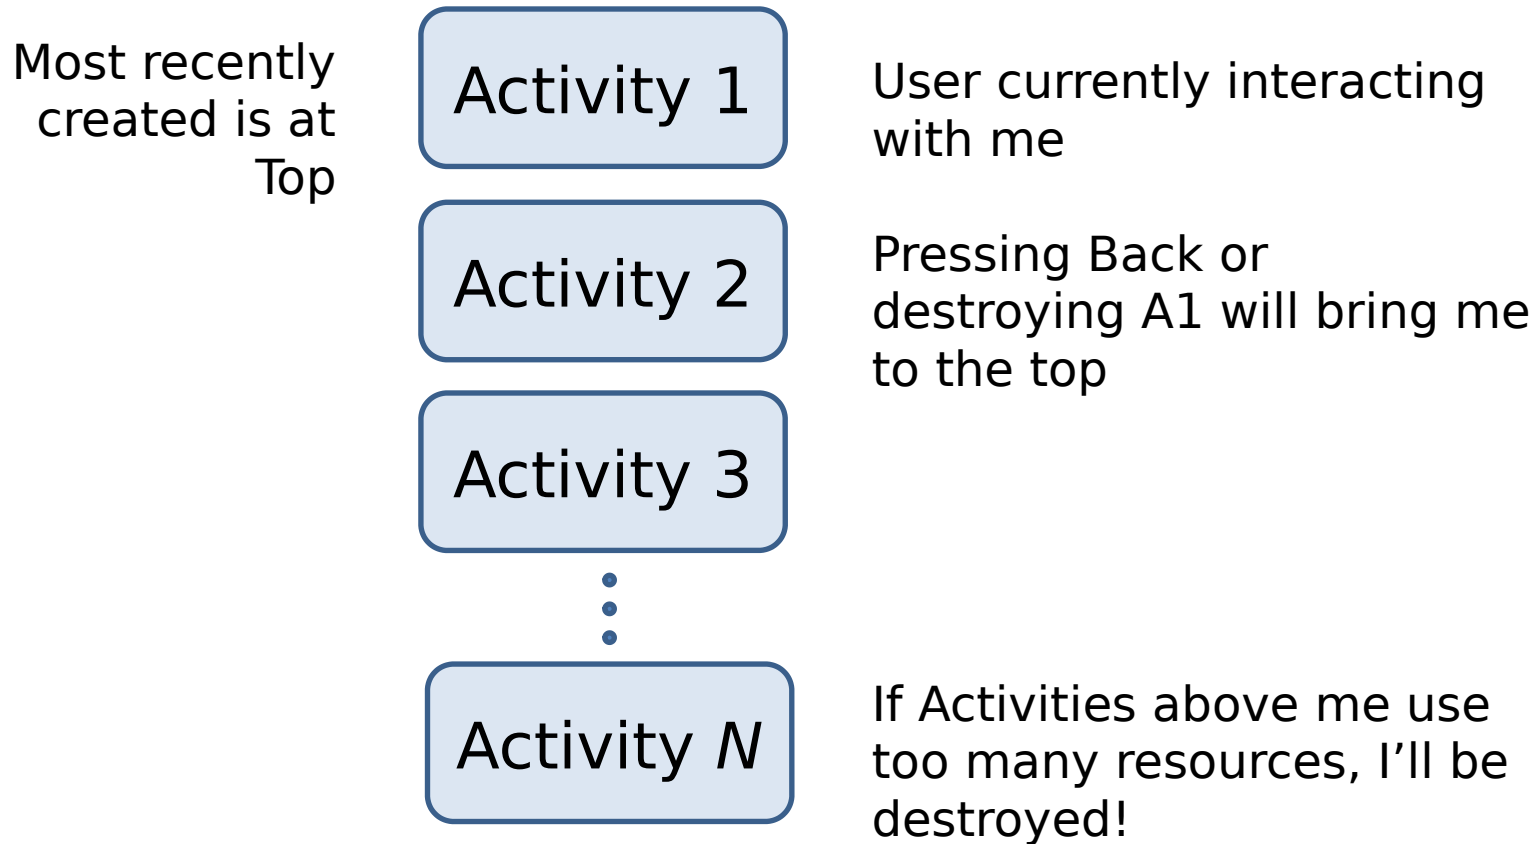 Most recently
created is at
Top
Activity 1
User currently interacting
with me
Activity 2
Pressing Back or
destroying A1 will bring me
to the top
Activity 3
Activity N
If Activities above me use
too many resources, I’ll be
destroyed!